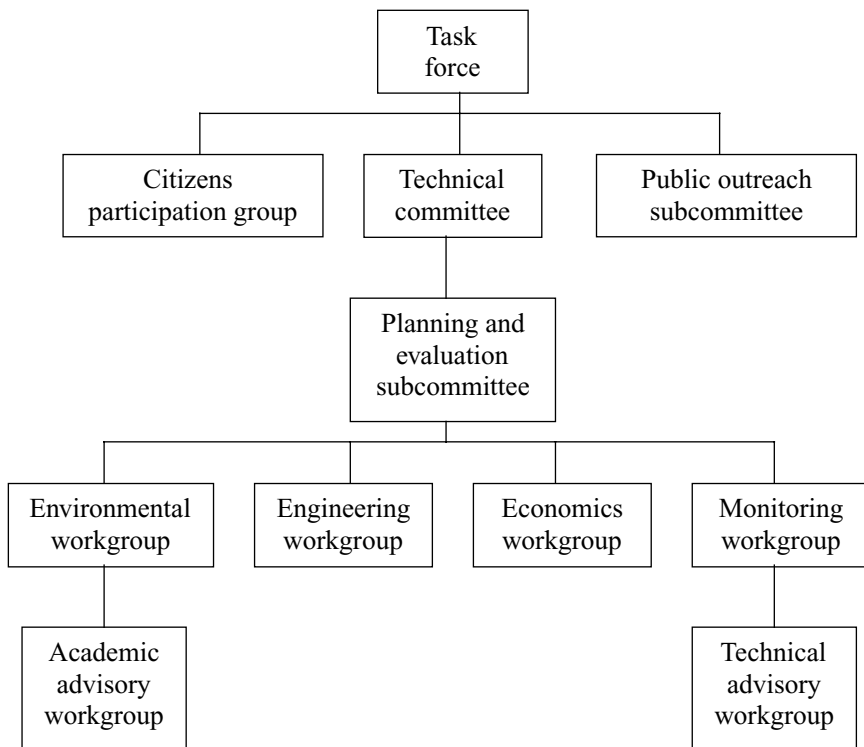 Task
force
Citizens
participation group
Technical
committee
Public outreach
subcommittee
Planning and
evaluation
subcommittee
Environmental
workgroup
Engineering
workgroup
Economics
workgroup
Monitoring
workgroup
Academic
advisory
workgroup
Technical
advisory
workgroup